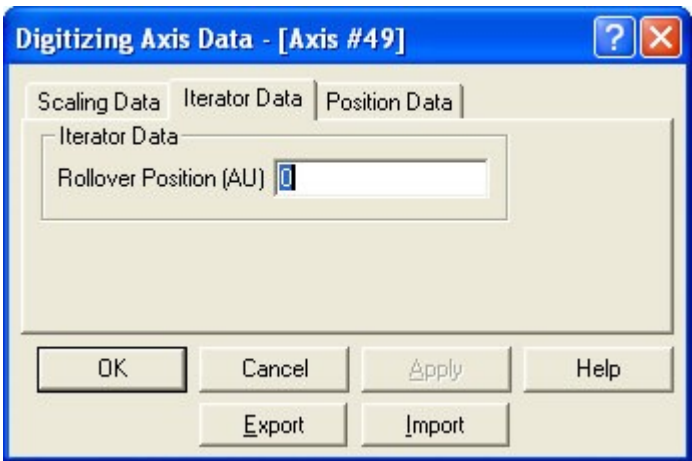 Digitizing Axis Data - [Axis #49]
Scaling Data Iterator Data Position Data
Iterator Data
Rollover Position (AU) 0
OK Cancel Apply Help
Export Import